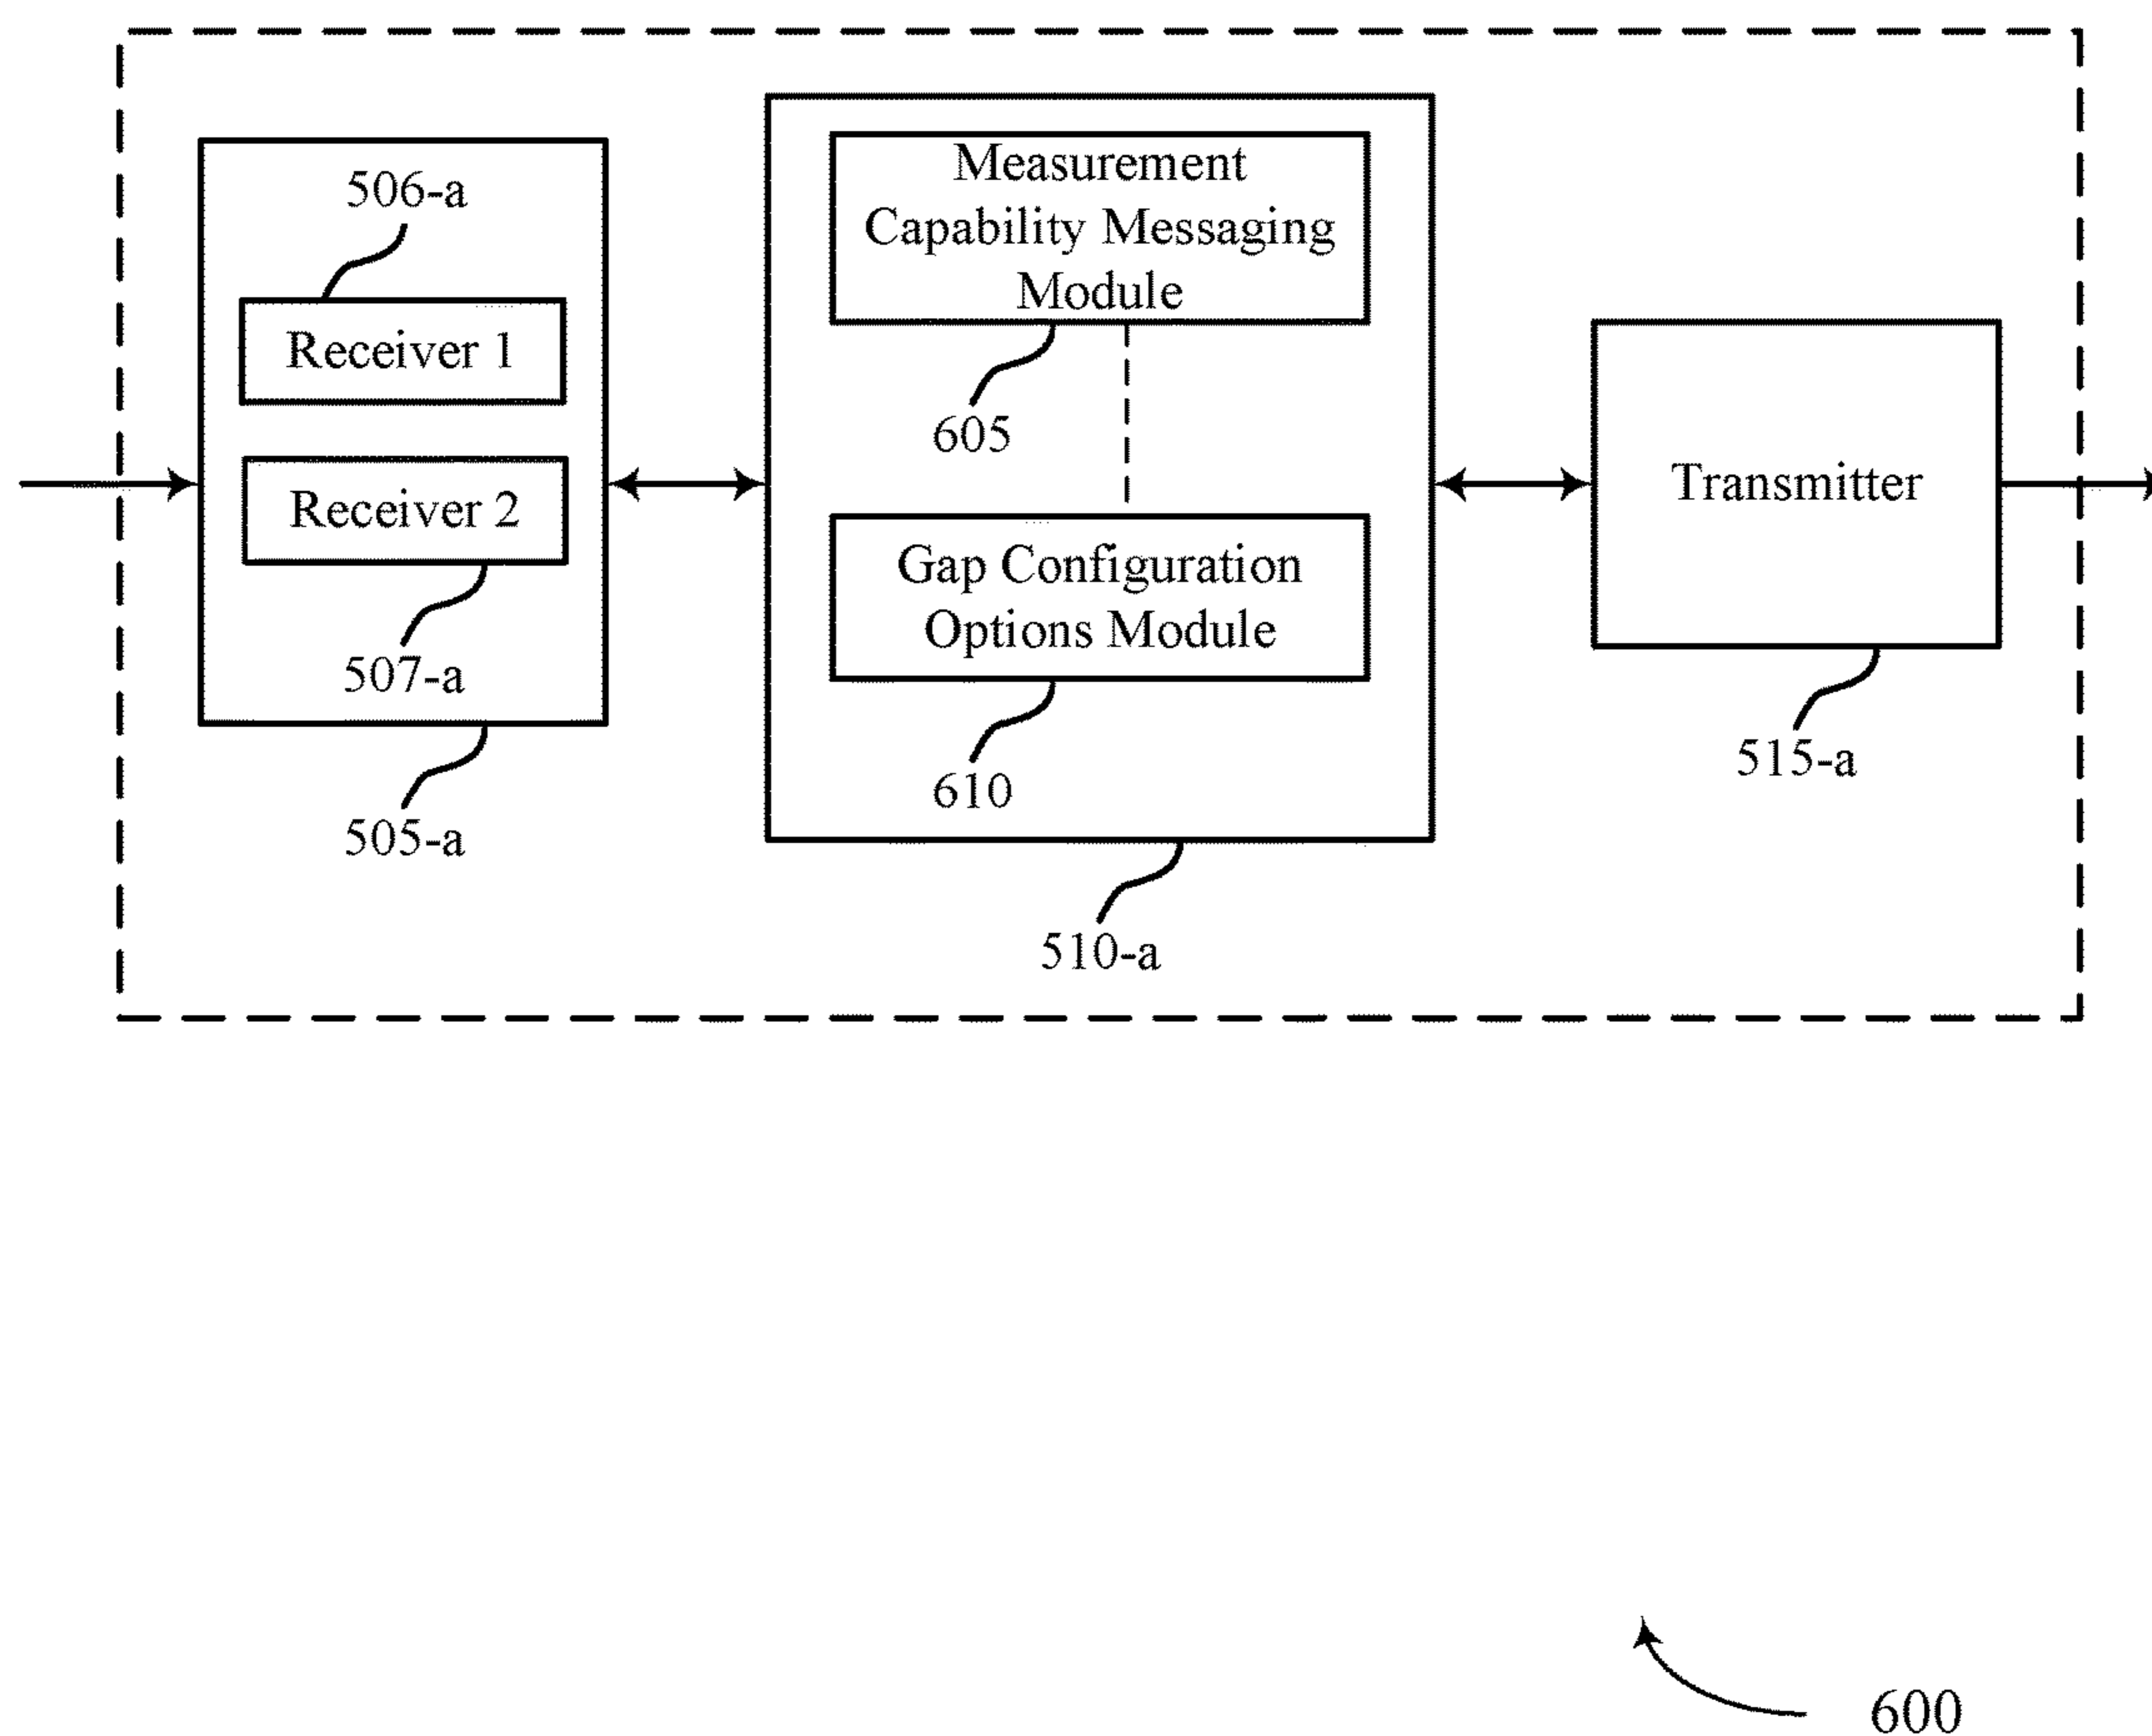 506-a
Receiver 1
Receiver 2
507-a
505-a
Measurement
Capability Messaging
Module
605
Gap Configuration
Options Module
610
510-a
Transmitter
515-a
600